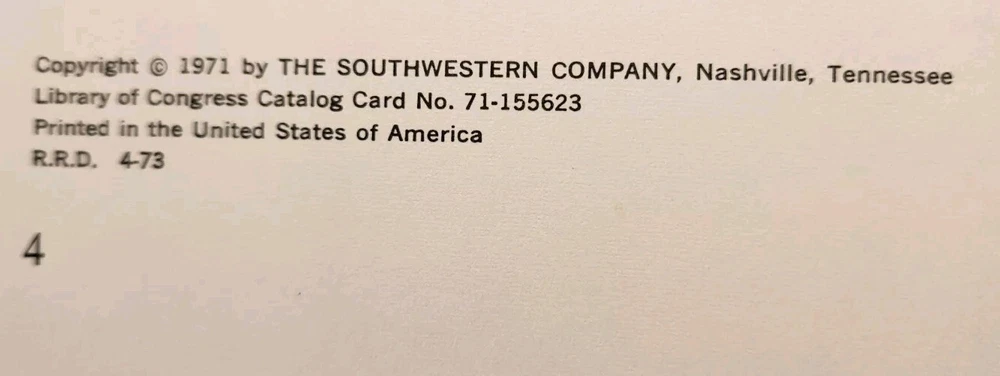 Copyright © 1971 by THE SOUTHWESTERN COMPANY, Nashville, Tennessee
Library of Congress Catalog Card No. 71-155623
Printed in the United States of America
R.R.D. 4-73
4